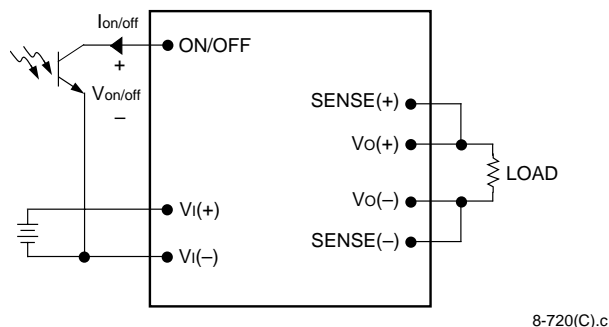 Ion/off
ON/OFF
+
Von/off
–
SENSE(+)
VO(+)
LOAD
VO(–)
SENSE(–)
VI(+)
VI(–)
8-720(C).c